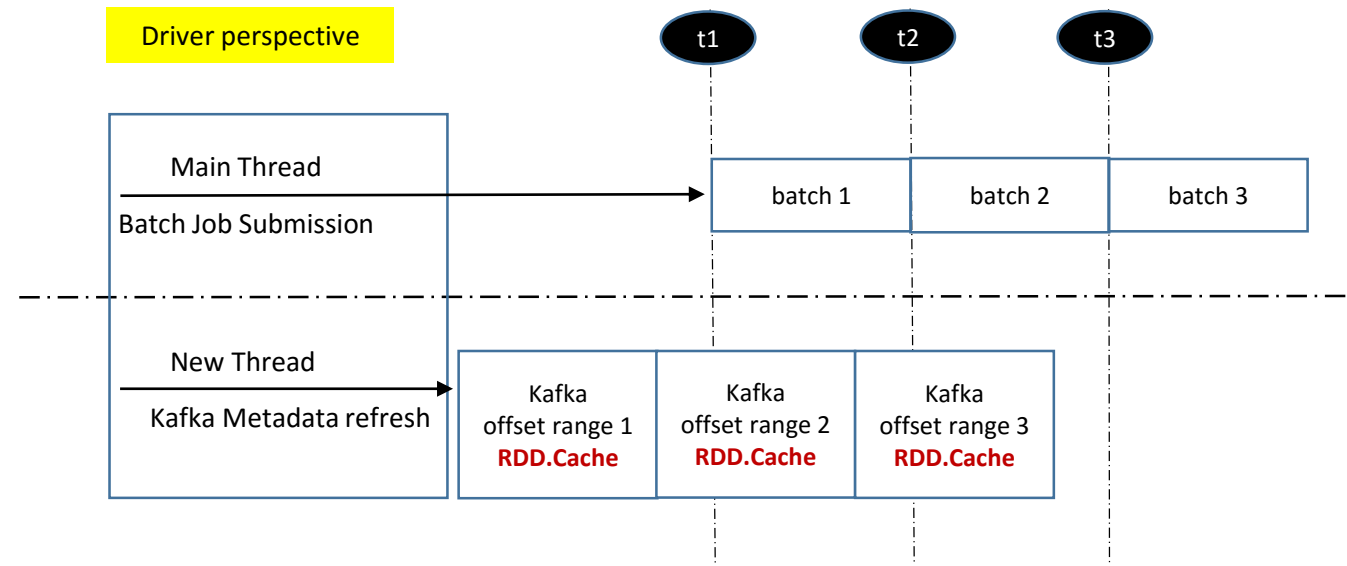 Driver perspective
t1
t2
t3
Main Thread
Batch Job Submission
batch 1
batch 2
batch 3
New Thread
Kafka Metadata refresh
Kafka
offset range 1
RDD.Cache
Kafka
offset range 2
RDD.Cache
Kafka
offset range 3
RDD.Cache